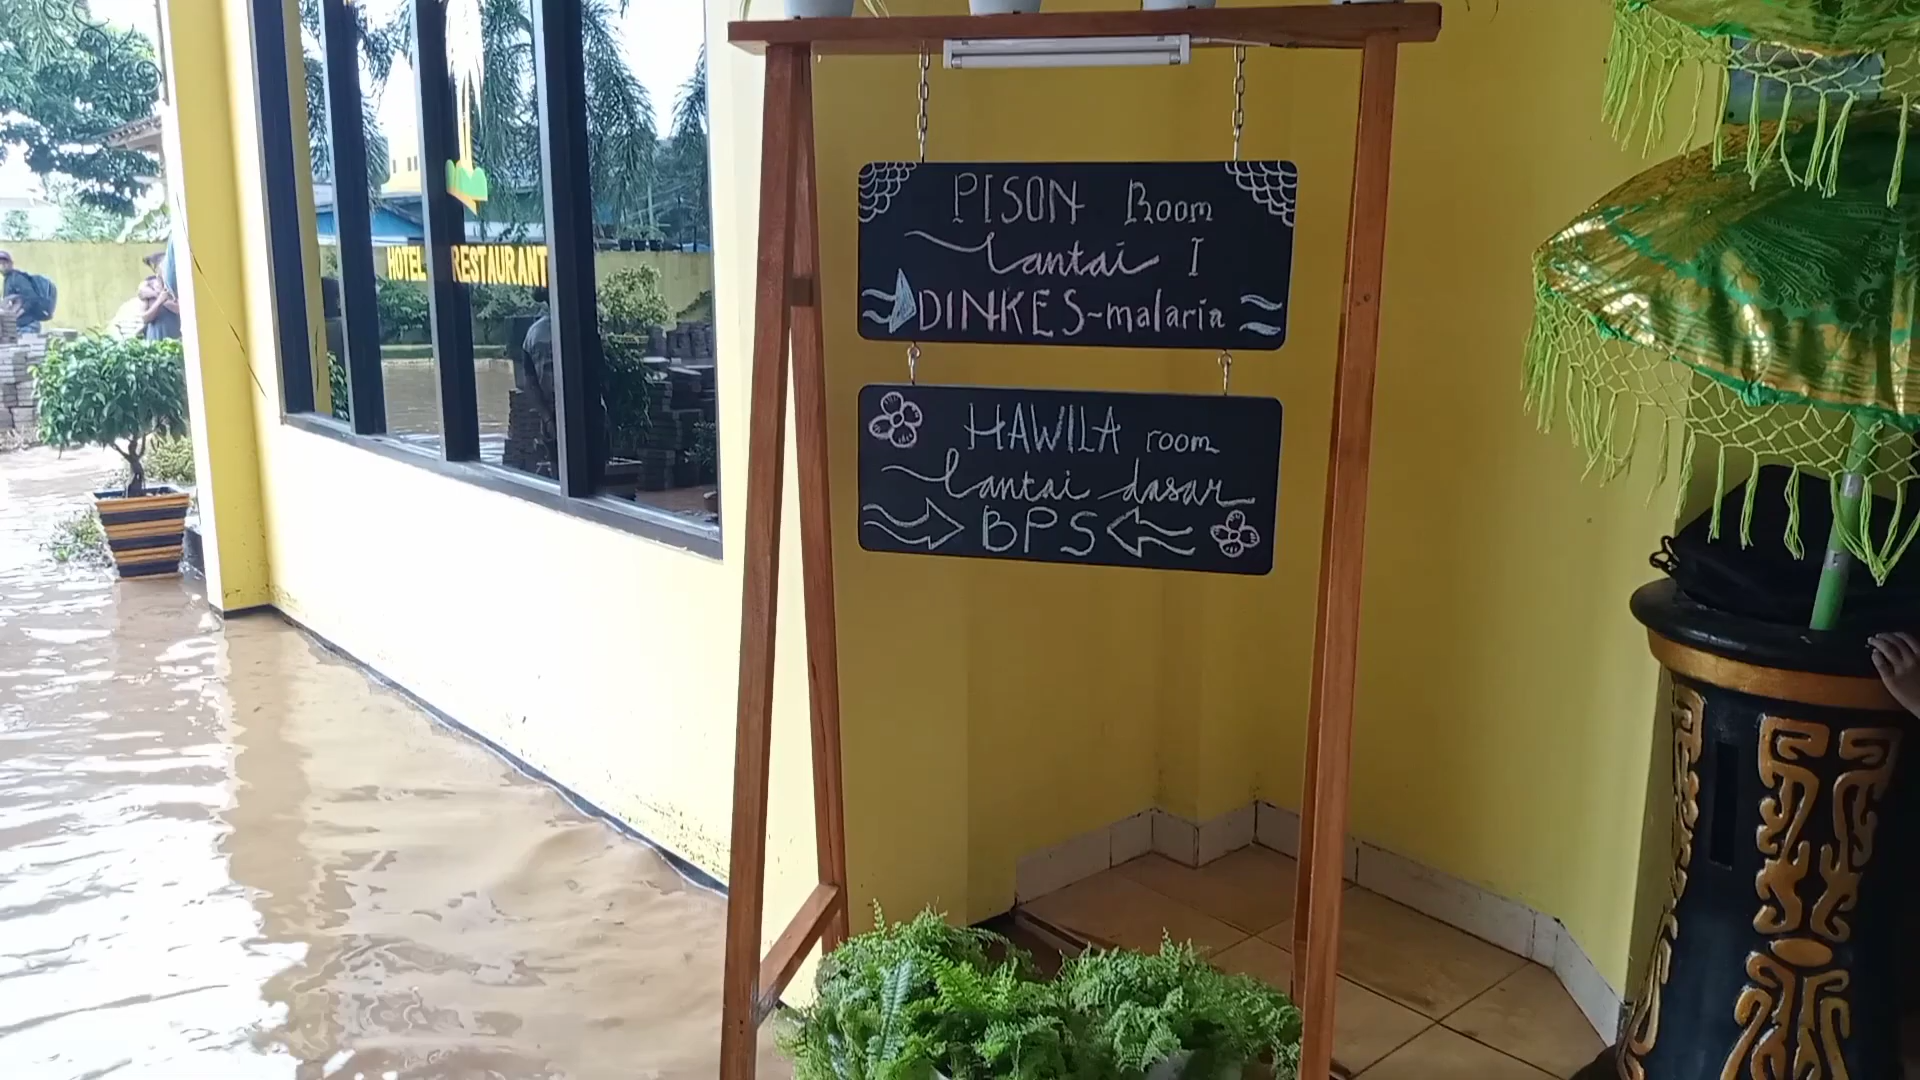 HOTEL RESTAURANT
PISON Room
Lantai I
DINKES-malaria
HAWILA room
Lantai dasar
BPS